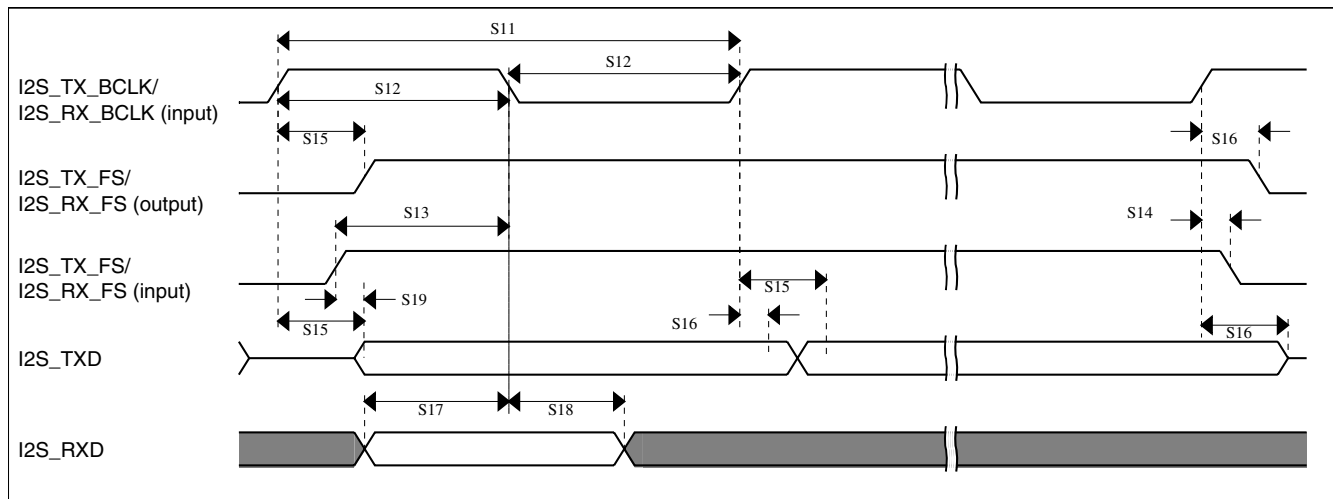 S11
S12
I2S_TX_BCLK/
I2S_RX_BCLK (input)
S12
S15
S16
I2S_TX_FS/
I2S_RX_FS (output)
S13
S14
I2S_TX_FS/
I2S_RX_FS (input)
S15
S19
S15
S16
S16
I2S_TXD
S17
S18
I2S_RXD